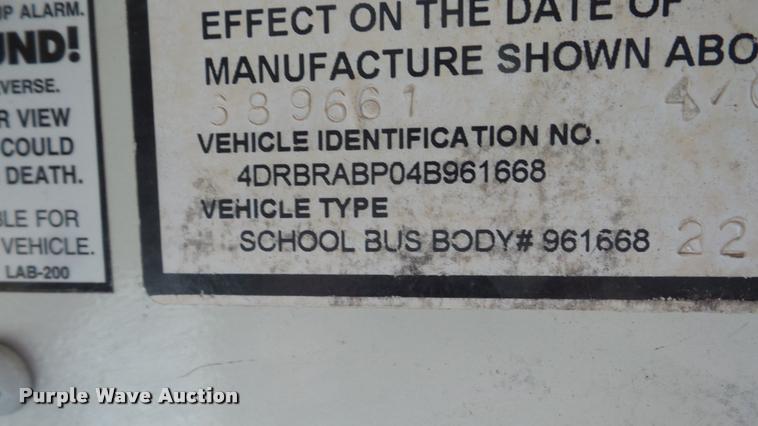 UP ALARM.
UND!
VERSE.
R VIEW
COULD
DEATH.
BLE FOR
VEHICLE.
LAB-200
EFFECT ON THE DATE OF
MANUFACTURE SHOWN ABO
689661
VEHICLE IDENTIFICATION NO.
4DRBRABP04B961668
VEHICLE TYPE
SCHOOL BUS BODY# 961668 22
Purple Wave Auction